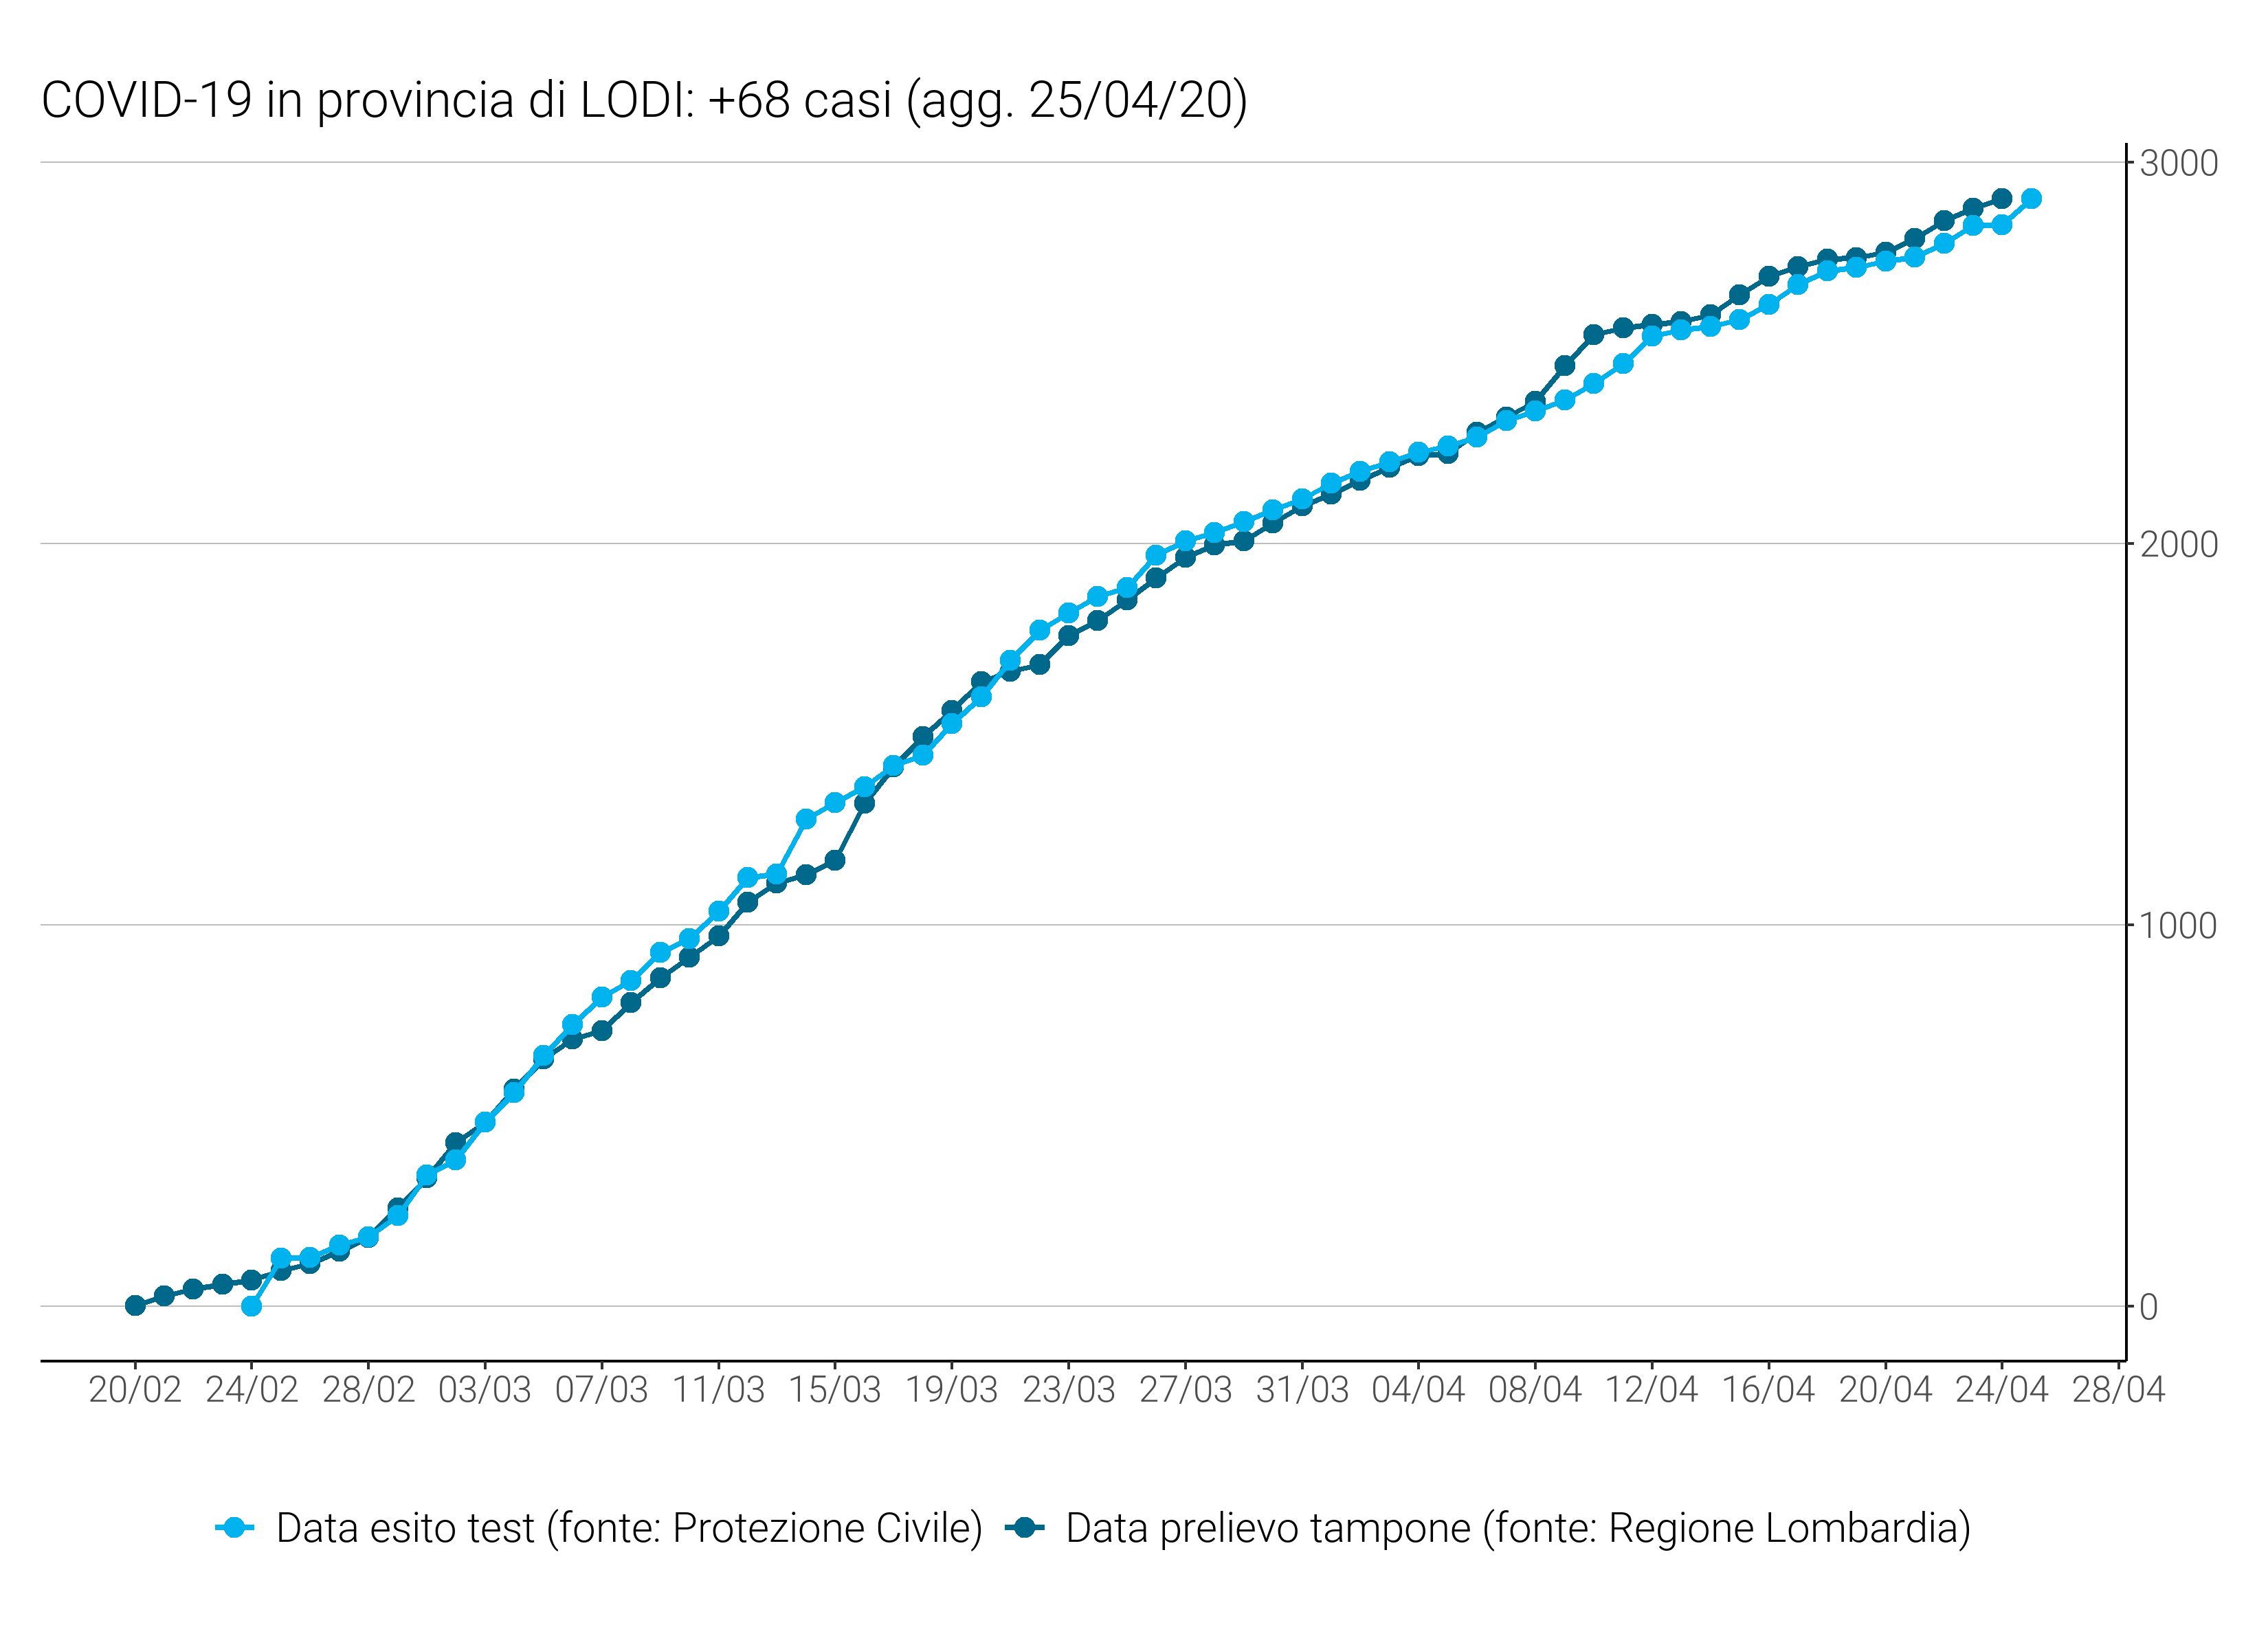 COVID-19 in provincia di LODI: +68 casi (agg. 25/04/20)
3000
2000
1000
0
20/02 24/02 28/02 03/03 07/03 11/03 15/03 19/03 23/03 27/03 31/03 04/04 08/04 12/04 16/04 20/04 24/04 28/04
Data esito test (fonte: Protezione Civile) Data prelievo tampone (fonte: Regione Lombardia)